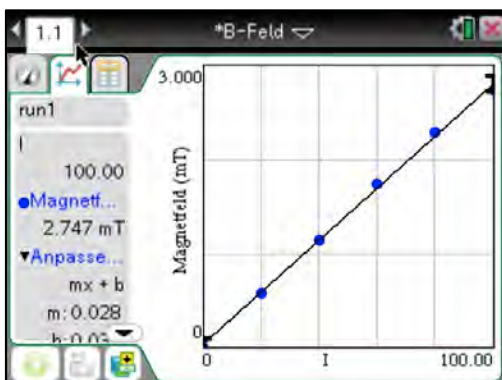 1.1
*B-Feld
run1
I
100.00
Magnetf...
2.747 mT
Anpasse...
mx + b
m: 0.028
3.000
Magnetfeld (mT)
0
0
I
100.00